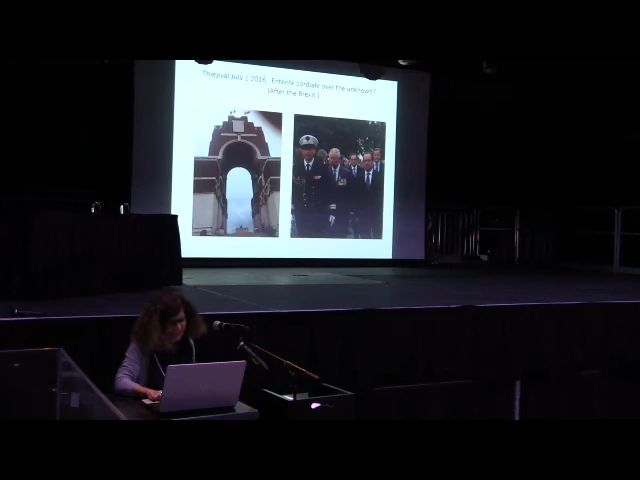 Thiepval July 1 2016. Entente cordiale over the unknown?
(After the Brexit )